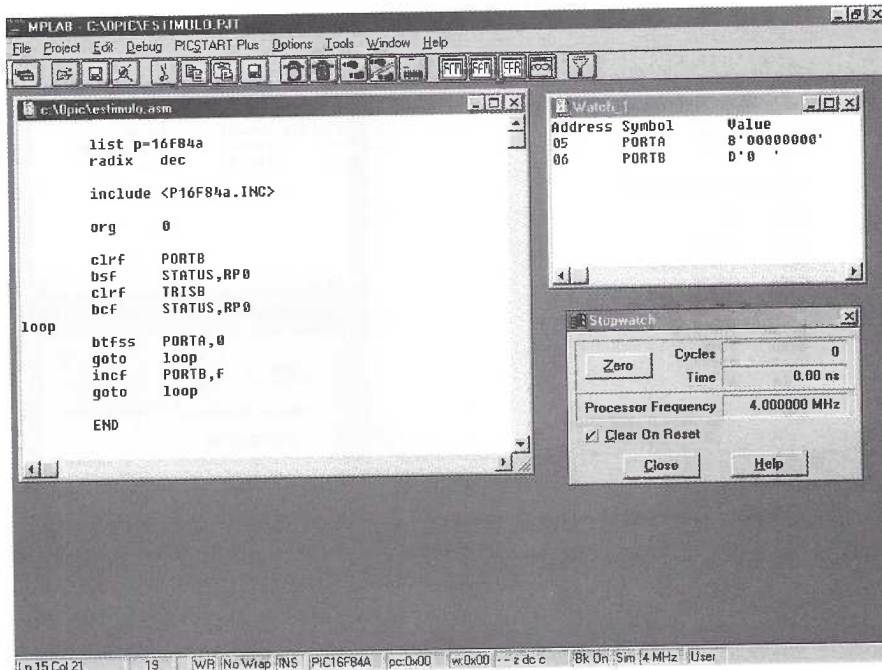 MPLAB - C:\0PIC\ESTIMULO.PJT
File Project Edit Debug PICSTART Plus Options Tools Window Help
c:\0pic\estimulo.asm
list p=16F84a
radix dec
include <P16F84a.INC>
org 0
clrf PORTB
bsf STATUS,RP0
clrf TRISB
bcf STATUS,RP0
loop
btfss PORTA,0
goto loop
incf PORTB,F
goto loop
END
Watch_1
Address Symbol Value
05 PORTA B'00000000'
06 PORTB D'0 '
Stopwatch
Zero
Cycles 0
Time 0.00 ns
Processor Frequency 4.000000 MHz
Clear On Reset
Close Help
Ln 15 Col 21 19 WR No Wrap INS PIC16F84A pc:0x00 w:0x00 - - z dc c Bk On Sim 4 MHz User